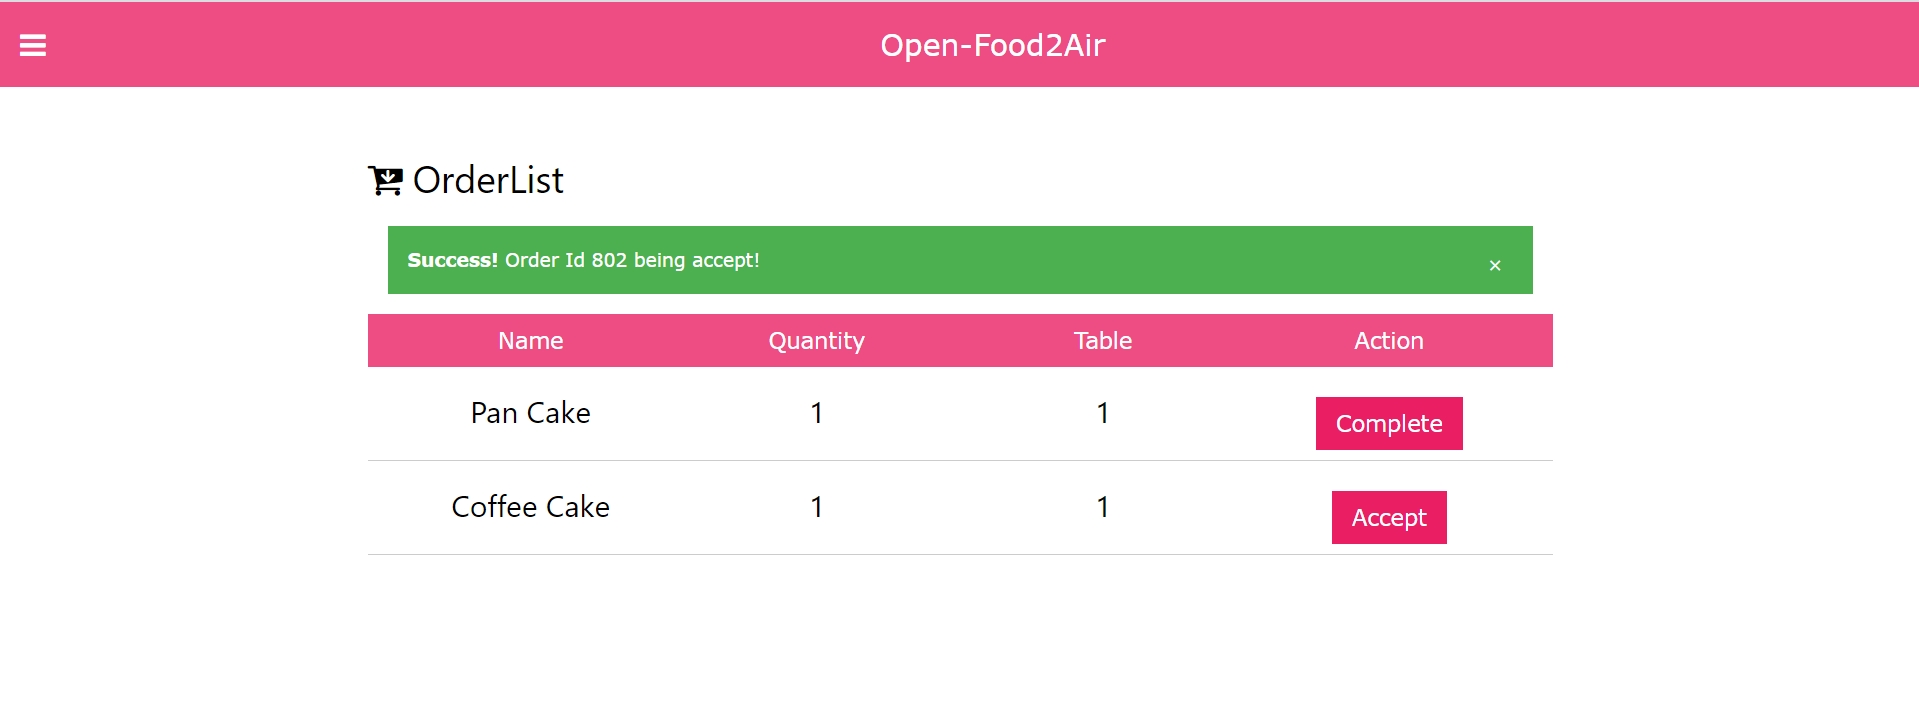 Open-Food2Air
OrderList
Success! Order Id 802 being accept!
×
Name Quantity Table Action
Pan Cake 1 1 Complete
Coffee Cake 1 1 Accept